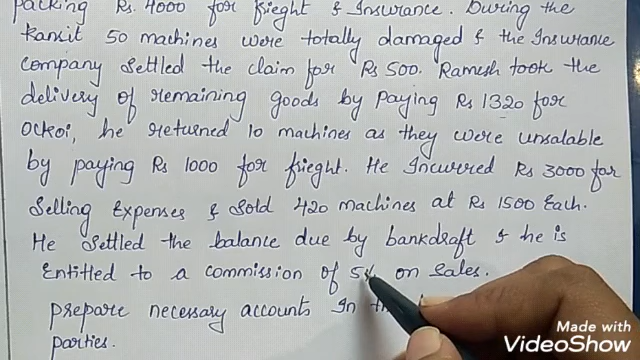 packing Rs. 4000 for frieght & Insurance. During the
transit 50 machines were totally damaged & the Insurance
Company Settled the claim for Rs 500. Ramesh took the
delivery of remaining goods by paying Rs 1320 for
Octroi, he returned 10 machines as they were unsalable
by paying Rs 1000 for frieght. He Incurred Rs 3000 for
Selling Expenses & Sold 420 machines at Rs 1500 Each.
He Settled the balance due by bankdraft & he is
Entitled to a commission of 5% on Sales.
prepare necessary accounts In
parties.
Made with
VideoShow